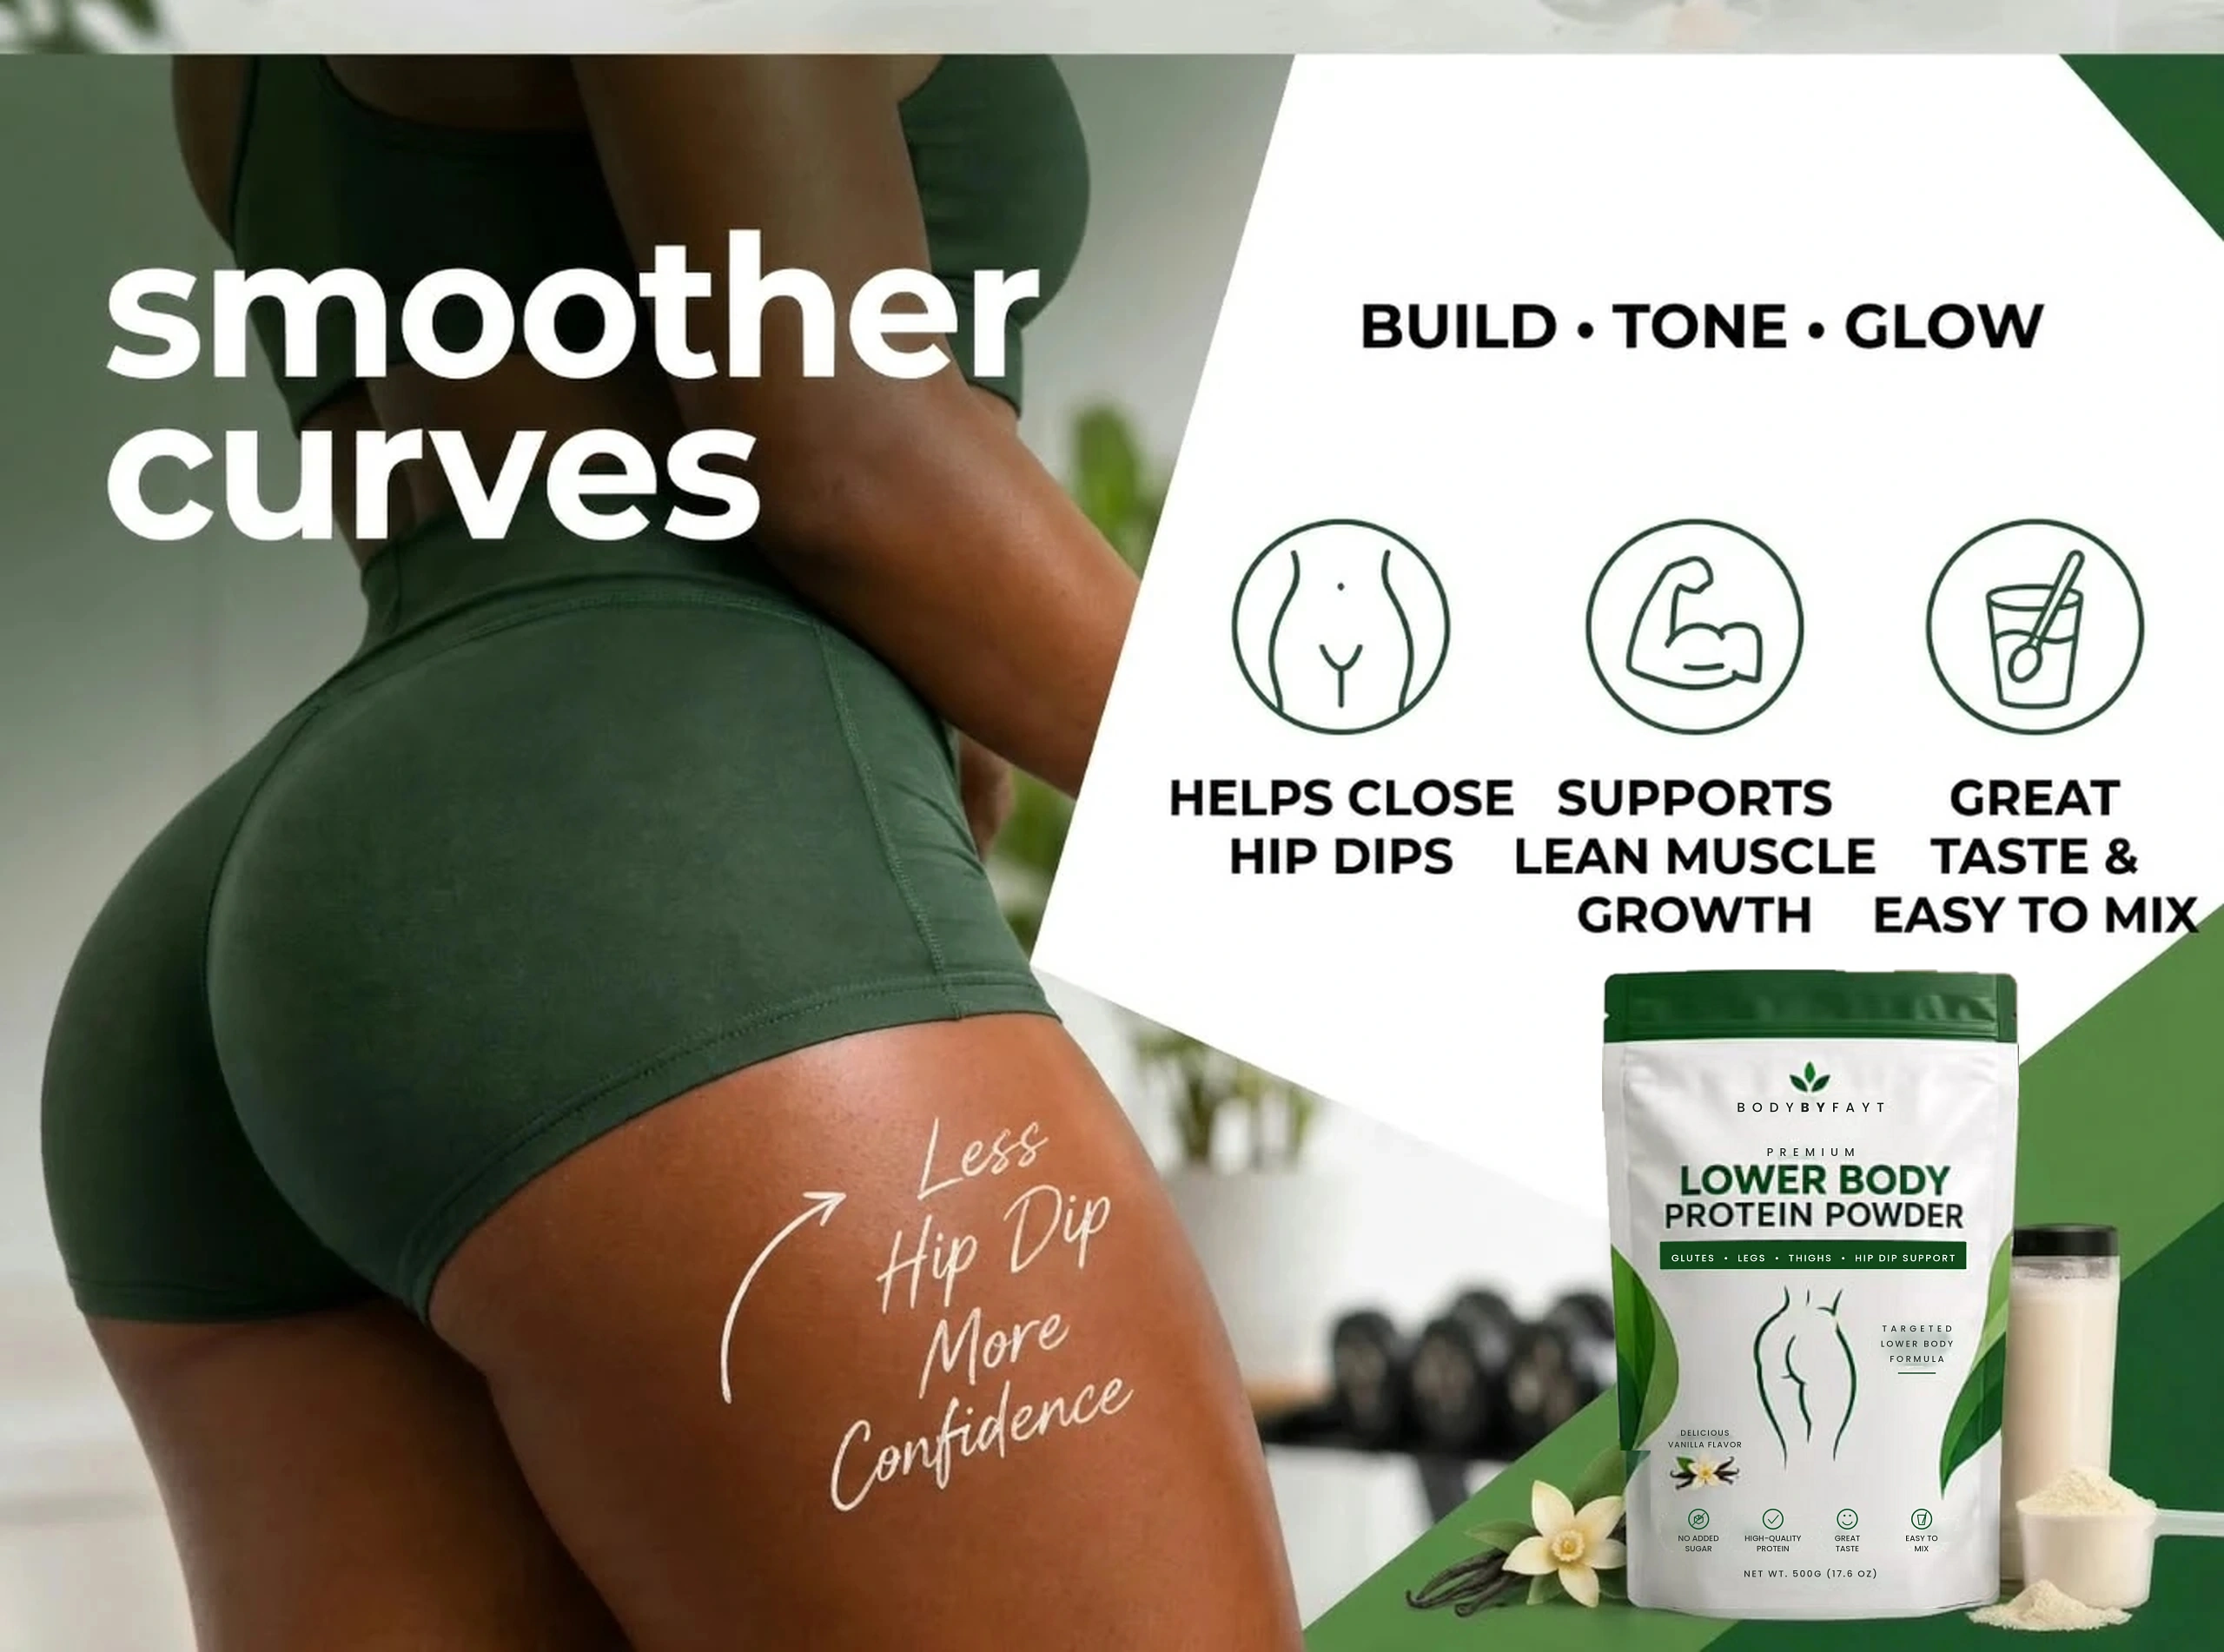 smoother
curves
BUILD • TONE • GLOW
HELPS CLOSE
HIP DIPS
SUPPORTS
LEAN MUSCLE
GROWTH
GREAT
TASTE &
EASY TO MIX
Less
Hip Dip
More
Confidence
BODYBYFAYT
PREMIUM
LOWER BODY
PROTEIN POWDER
GLUTES • LEGS • THIGHS • HIP DIP SUPPORT
TARGETED
LOWER BODY
FORMULA
DELICIOUS
VANILLA FLAVOR
NO ADDED
SUGAR
HIGH-QUALITY
PROTEIN
GREAT
TASTE
EASY TO
MIX
NET WT. 500G (17.6 OZ)